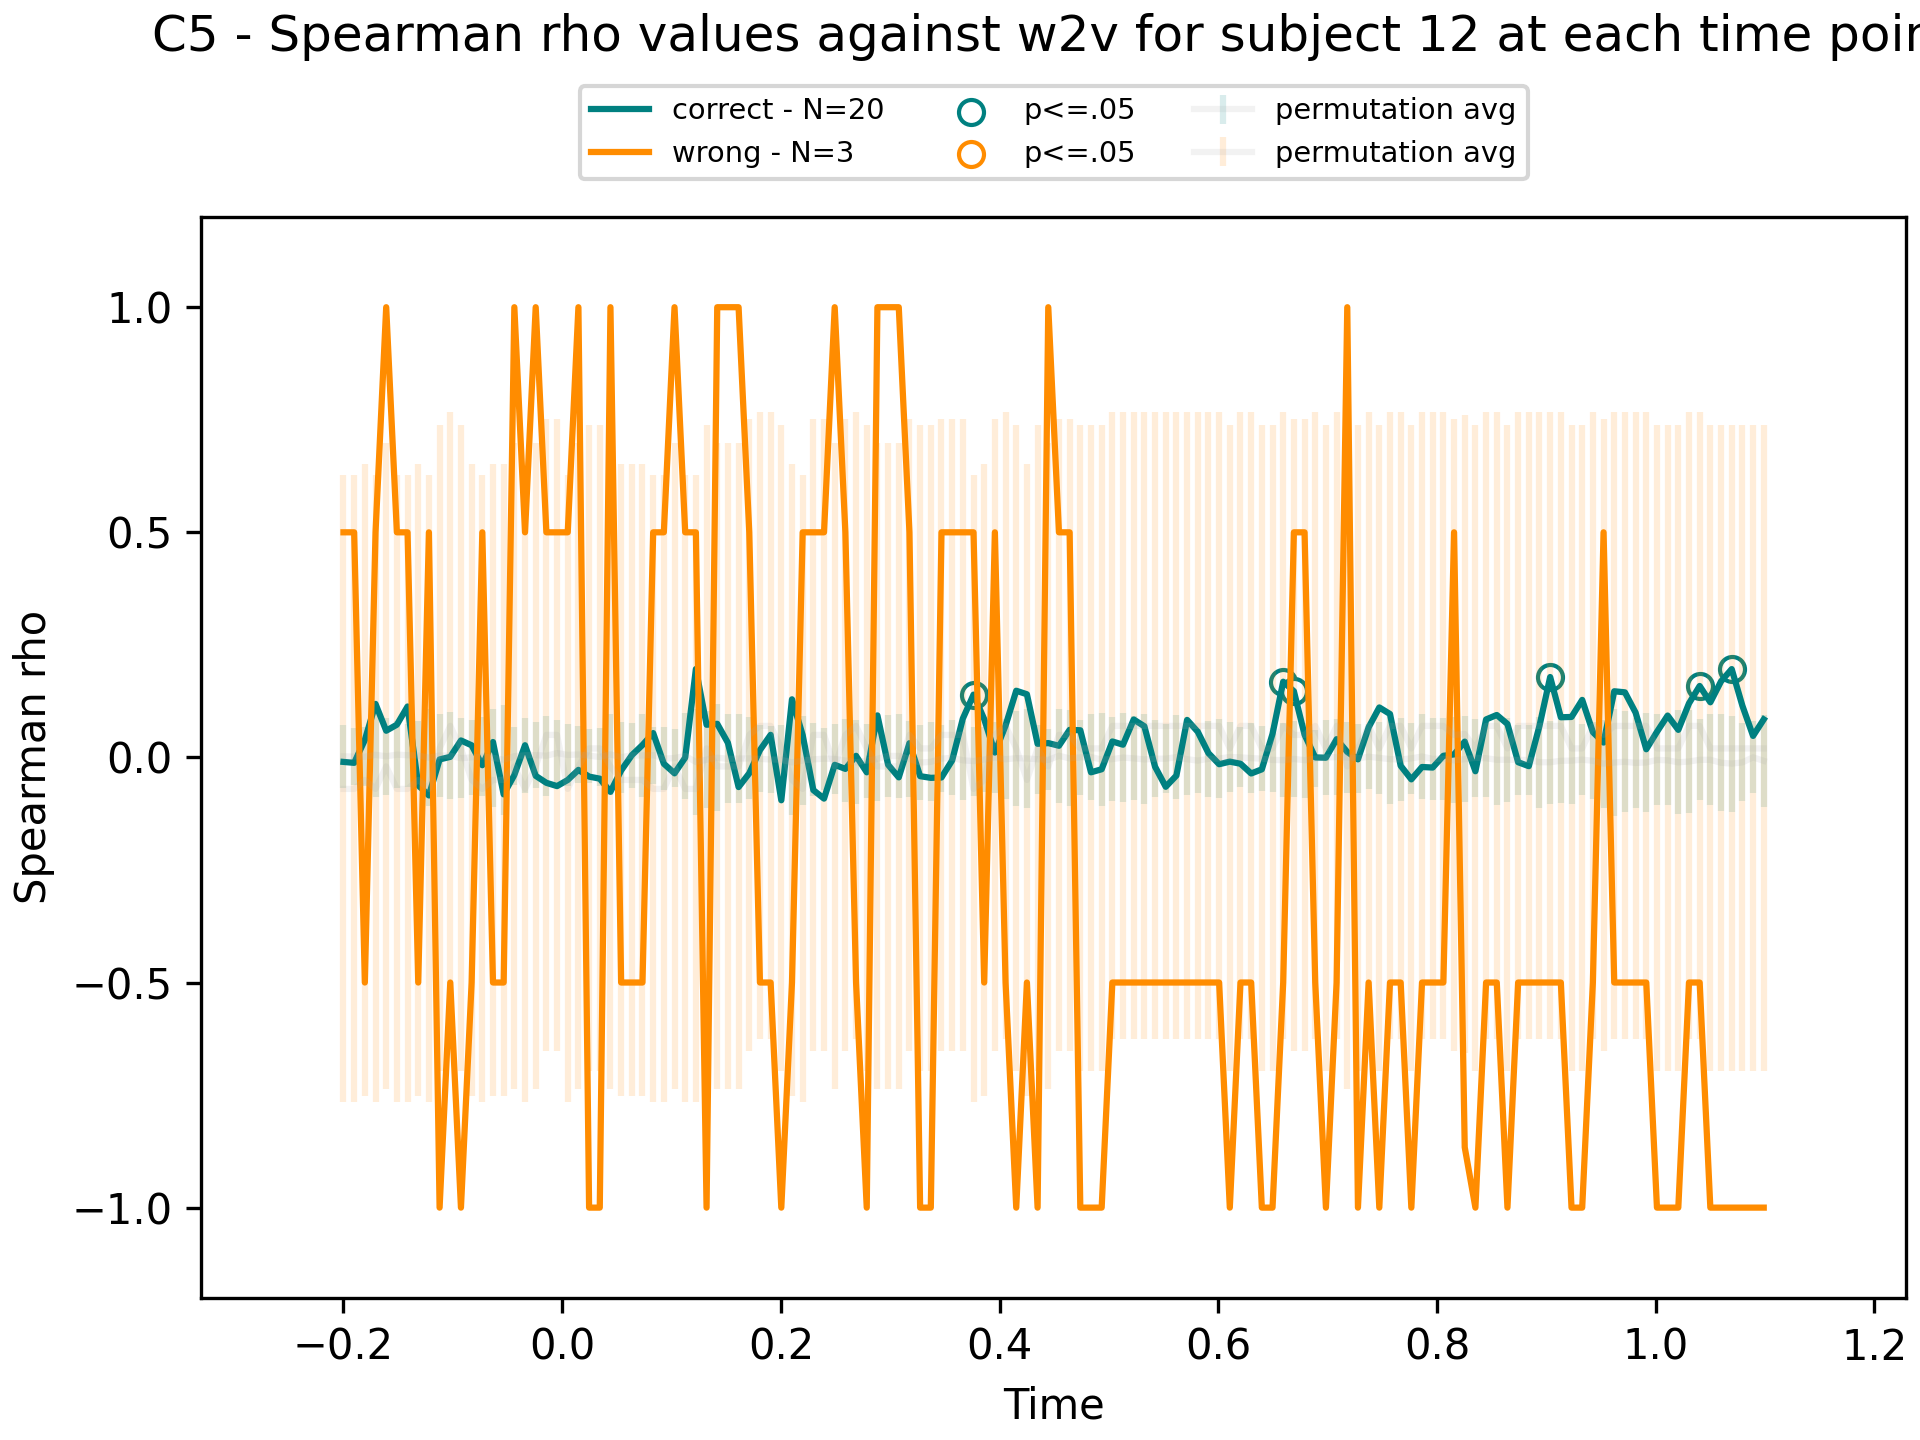 C5 - Spearman rho values against w2v for subject 12 at each time poin
correct - N=20 p<=.05 permutation avg
wrong - N=3 p<=.05 permutation avg
1.0
0.5
0.0
−0.5
−1.0
Spearman rho
−0.2 0.0 0.2 0.4 0.6 0.8 1.0 1.2
Time